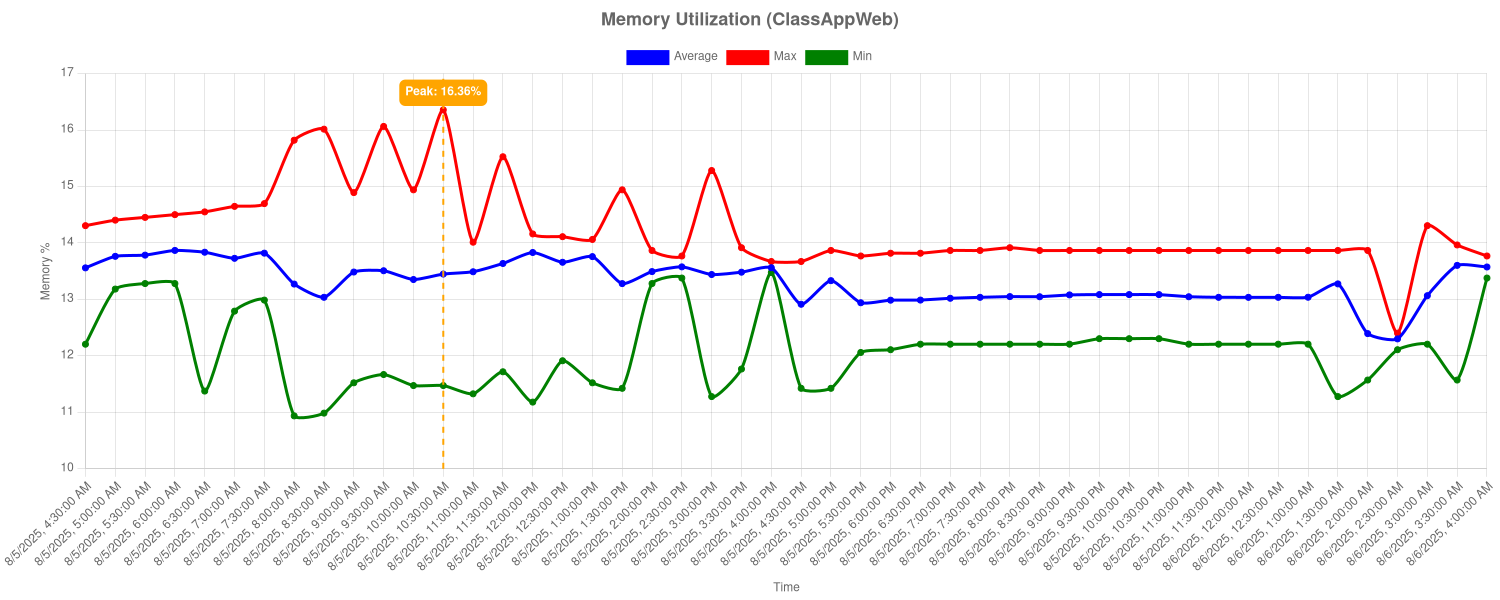 Memory Utilization (ClassAppWeb)
Average Max Min
Peak: 16.36%
17
16
15
14
13
12
11
10
Memory %
8/5/2025, 4:30:00 AM
8/5/2025, 5:00:00 AM
8/5/2025, 5:30:00 AM
8/5/2025, 6:00:00 AM
8/5/2025, 6:30:00 AM
8/5/2025, 7:00:00 AM
8/5/2025, 7:30:00 AM
8/5/2025, 8:00:00 AM
8/5/2025, 8:30:00 AM
8/5/2025, 9:00:00 AM
8/5/2025, 9:30:00 AM
8/5/2025, 10:00:00 AM
8/5/2025, 10:30:00 AM
8/5/2025, 11:00:00 AM
8/5/2025, 11:30:00 AM
8/5/2025, 12:00:00 PM
8/5/2025, 12:30:00 PM
8/5/2025, 1:00:00 PM
8/5/2025, 1:30:00 PM
8/5/2025, 2:00:00 PM
8/5/2025, 2:30:00 PM
8/5/2025, 3:00:00 PM
8/5/2025, 3:30:00 PM
8/5/2025, 4:00:00 PM
8/5/2025, 4:30:00 PM
8/5/2025, 5:00:00 PM
8/5/2025, 5:30:00 PM
8/5/2025, 6:00:00 PM
8/5/2025, 6:30:00 PM
8/5/2025, 7:00:00 PM
8/5/2025, 7:30:00 PM
8/5/2025, 8:00:00 PM
8/5/2025, 8:30:00 PM
8/5/2025, 9:00:00 PM
8/5/2025, 9:30:00 PM
8/5/2025, 10:00:00 PM
8/5/2025, 10:30:00 PM
8/5/2025, 11:00:00 PM
8/5/2025, 11:30:00 PM
8/6/2025, 12:00:00 AM
8/6/2025, 12:30:00 AM
8/6/2025, 1:00:00 AM
8/6/2025, 1:30:00 AM
8/6/2025, 2:00:00 AM
8/6/2025, 2:30:00 AM
8/6/2025, 3:00:00 AM
8/6/2025, 3:30:00 AM
8/6/2025, 4:00:00 AM
Time